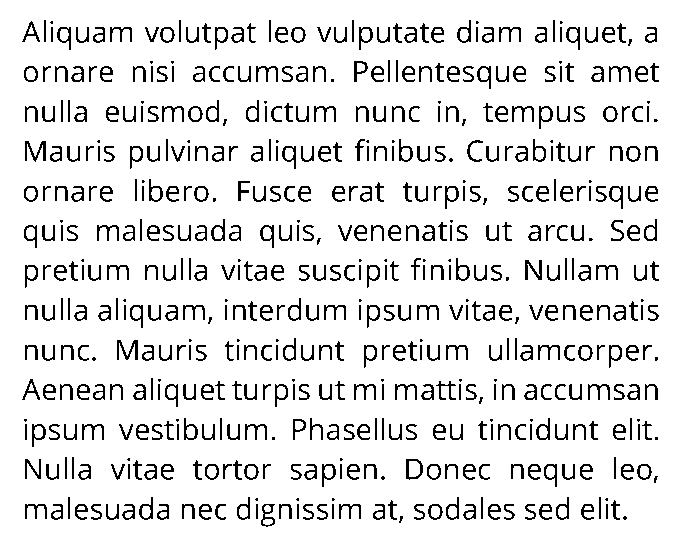 Aliquam volutpat leo vulputate diam aliquet, a
ornare nisi accumsan. Pellentesque sit amet
nulla euismod, dictum nunc in, tempus orci.
Mauris pulvinar aliquet finibus. Curabitur non
ornare libero. Fusce erat turpis, scelerisque
quis malesuada quis, venenatis ut arcu. Sed
pretium nulla vitae suscipit finibus. Nullam ut
nulla aliquam, interdum ipsum vitae, venenatis
nunc. Mauris tincidunt pretium ullamcorper.
Aenean aliquet turpis ut mi mattis, in accumsan
ipsum vestibulum. Phasellus eu tincidunt elit.
Nulla vitae tortor sapien. Donec neque leo,
malesuada nec dignissim at, sodales sed elit.